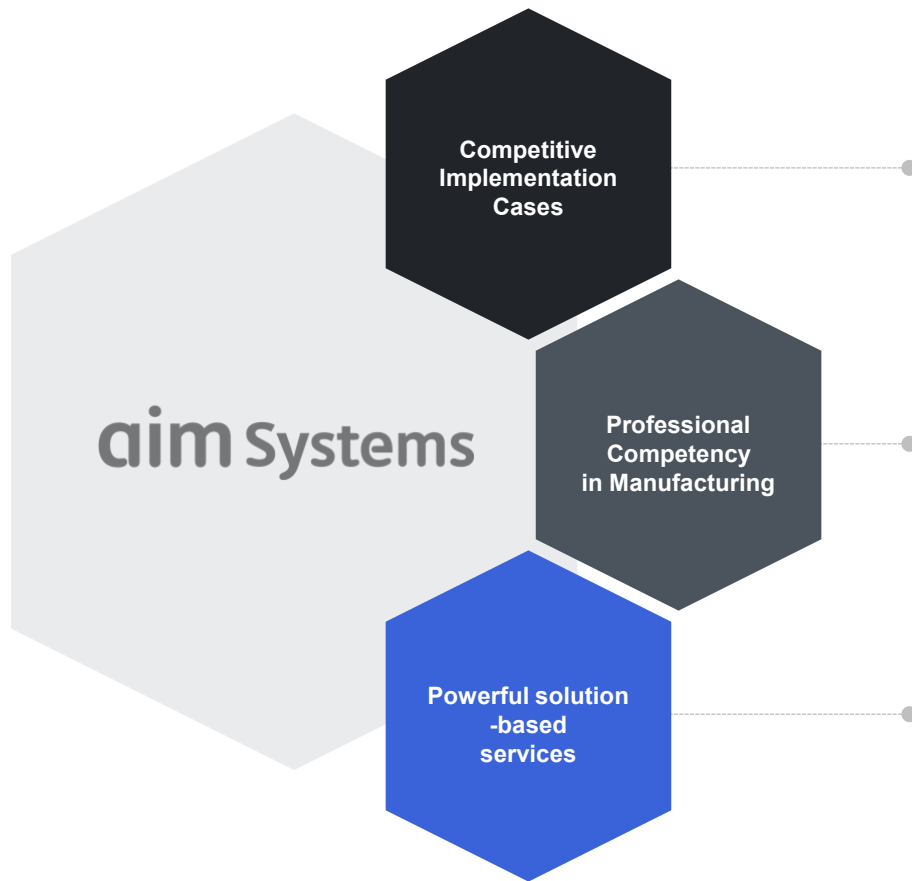 Competitive
Implementation
Cases
aim Systems
Professional
Competency
in Manufacturing
Powerful solution
-based
services